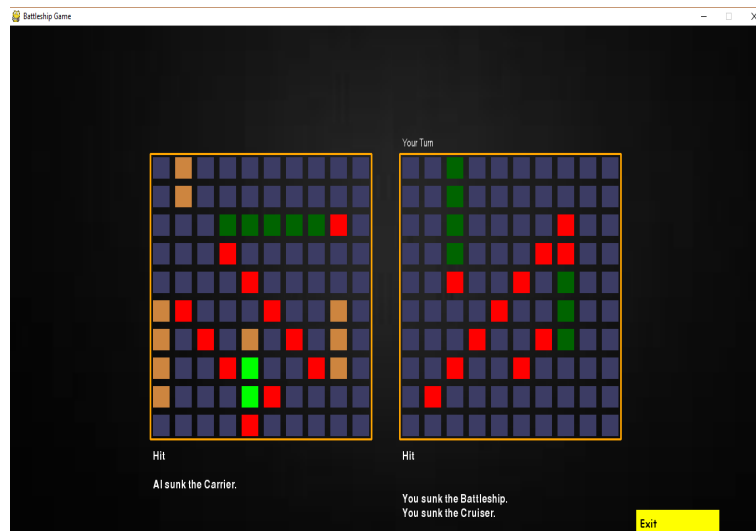 Battleship Game
Your Turn
Hit
AI sunk the Carrier.
Hit
You sunk the Battleship.
You sunk the Cruiser.
Exit